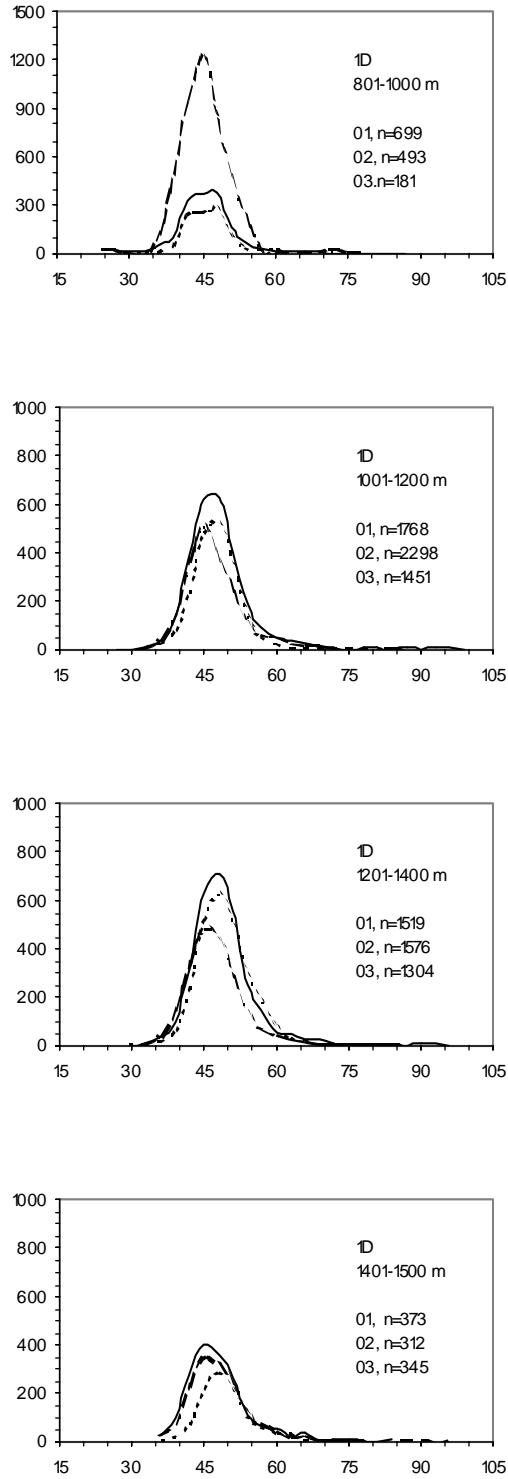 1500
1200
900
600
300
0
1D
801-1000 m
01, n=699
02, n=493
03.n=181
15 30 45 60 75 90 105
1000
800
600
400
200
0
1D
1001-1200 m
01, n=1768
02, n=2298
03, n=1451
15 30 45 60 75 90 105
1000
800
600
400
200
0
1D
1201-1400 m
01, n=1519
02, n=1576
03, n=1304
15 30 45 60 75 90 105
1000
800
600
400
200
0
1D
1401-1500 m
01, n=373
02, n=312
03, n=345
15 30 45 60 75 90 105